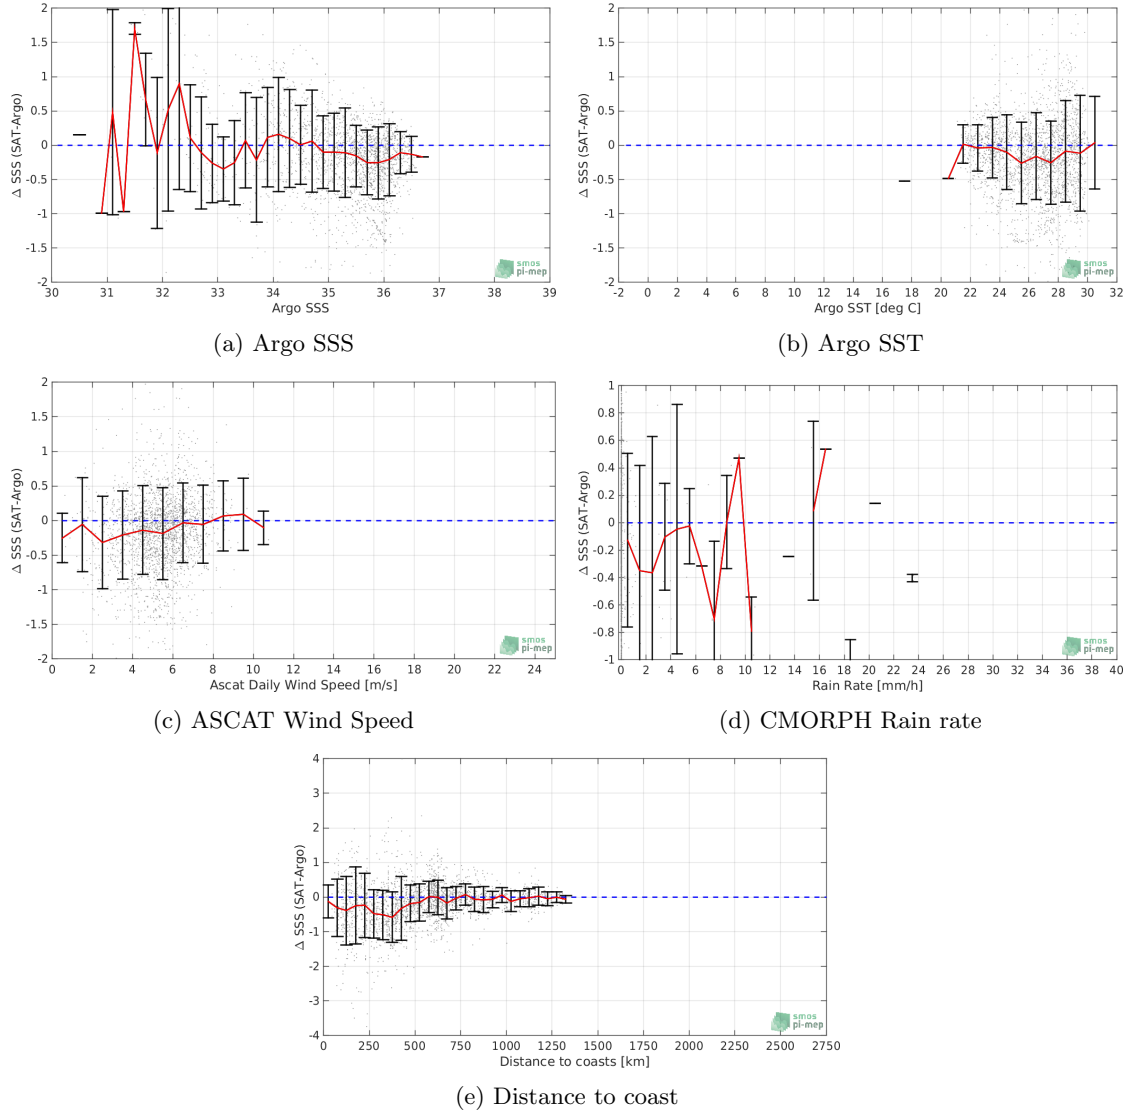 2
1.5
1
0.5
0
-0.5
-1
-1.5
-2
Δ SSS (SAT-Argo)
30 31 32 33 34 35 36 37 38 39
Argo SSS
smos
pi-mep
(a) Argo SSS
2
1.5
1
0.5
0
-0.5
-1
-1.5
-2
Δ SSS (SAT-Argo)
-2 0 2 4 6 8 10 12 14 16 18 20 22 24 26 28 30 32
Argo SST [deg C]
smos
pi-mep
(b) Argo SST
2
1.5
1
0.5
0
-0.5
-1
-1.5
-2
Δ SSS (SAT-Argo)
0 2 4 6 8 10 12 14 16 18 20 22 24
Ascat Daily Wind Speed [m/s]
smos
pi-mep
(c) ASCAT Wind Speed
1
0.8
0.6
0.4
0.2
0
-0.2
-0.4
-0.6
-0.8
-1
Δ SSS (SAT-Argo)
0 2 4 6 8 10 12 14 16 18 20 22 24 26 28 30 32 34 36 38 40
Rain Rate [mm/h]
smos
pi-mep
(d) CMORPH Rain rate
4
3
2
1
0
-1
-2
-3
-4
Δ SSS (SAT-Argo)
0 250 500 750 1000 1250 1500 1750 2000 2250 2500 2750
Distance to coasts [km]
smos
pi-mep
(e) Distance to coast